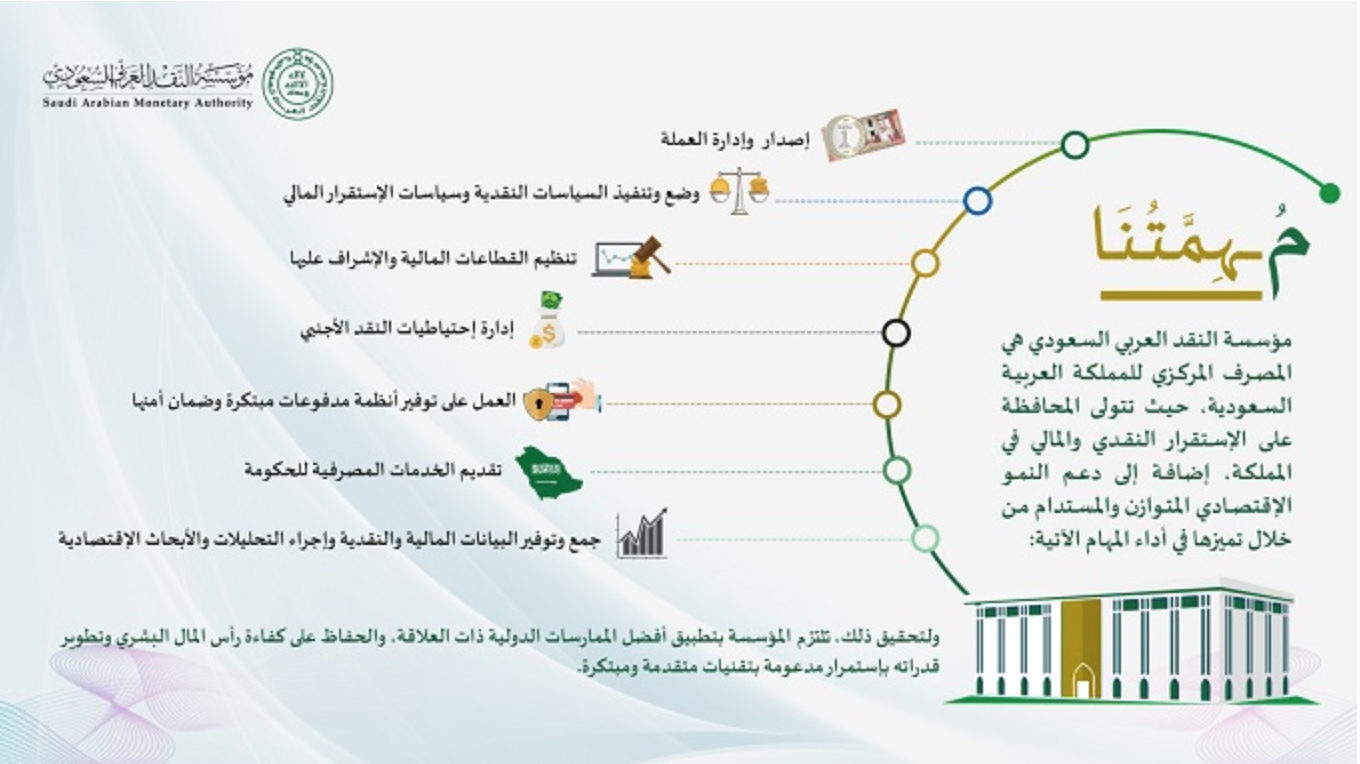 مؤسسة النقد العربي السعودي
Saudi Arabian Monetary Authority
مُهِمَّتُنَا
مؤسسة النقد العربي السعودي هي
المصرف المركزي للمملكة العربية
السعودية، حيث تتولى المحافظة
على الإستقرار النقدي والمالي في
المملكة، إضافة إلى دعم النمو
الإقتصادي المتوازن والمستدام من
خلال تميزها في أداء المهام الآتية:
إصدار وإدارة العملة
وضع وتنفيذ السياسات النقدية وسياسات الإستقرار المالي
تنظيم القطاعات المالية والإشراف عليها
إدارة إحتياطيات النقد الأجنبي
العمل على توفير أنظمة مدفوعات مبتكرة وضمان أمنها
تقديم الخدمات المصرفية للحكومة
جمع وتوفير البيانات المالية والنقدية وإجراء التحليلات والأبحاث الإقتصادية
ولتحقيق ذلك، تلتزم المؤسسة بتطبيق أفضل الممارسات الدولية ذات العلاقة، والحفاظ على كفاءة رأس المال البشري وتطوير
قدراته بإستمرار مدعومة بتقنيات متقدمة ومبتكرة.